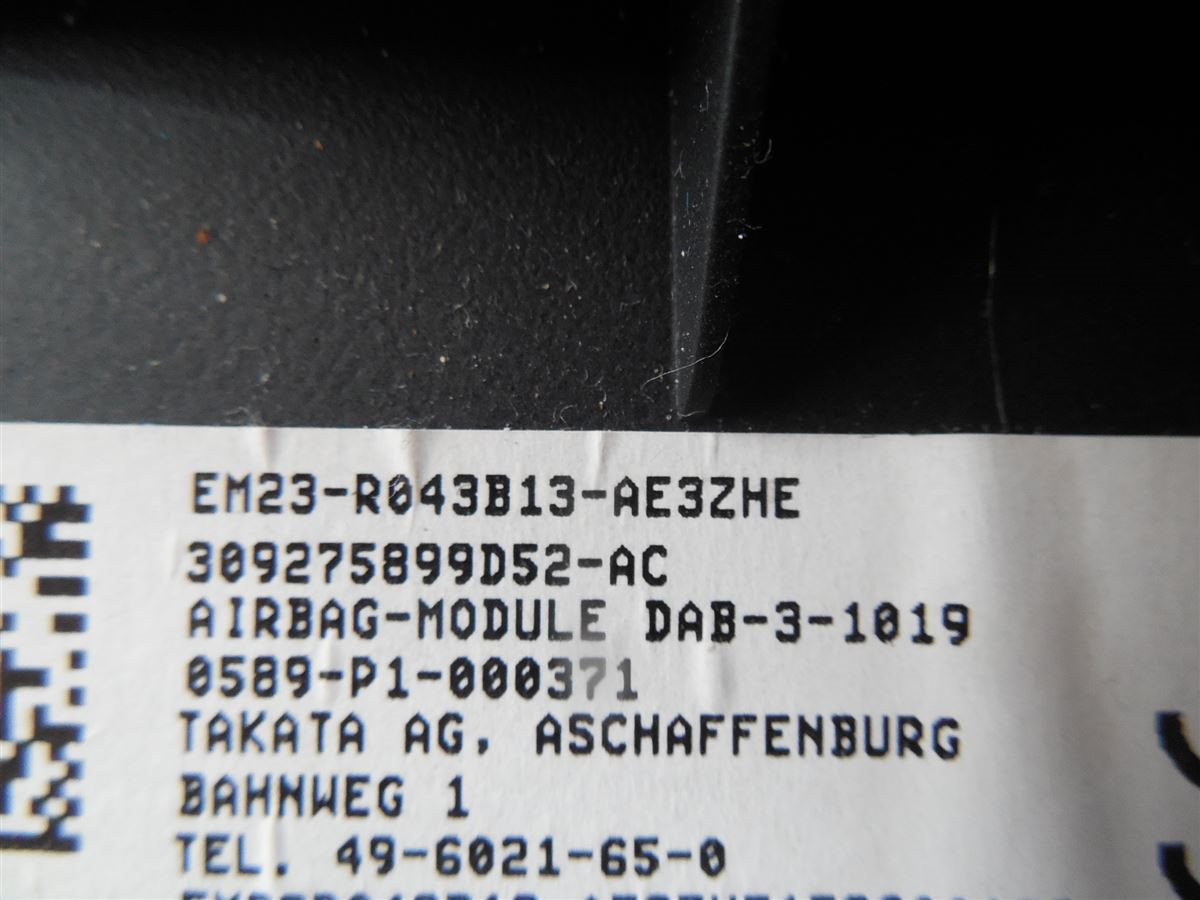 EM23-R043B13-AE3ZHE
309275899D52-AC
AIRBAG-MODULE DAB-3-1019
0589-P1-000371
TAKATA AG, ASCHAFFENBURG
BAHNWEG 1
TEL. 49-6021-65-0